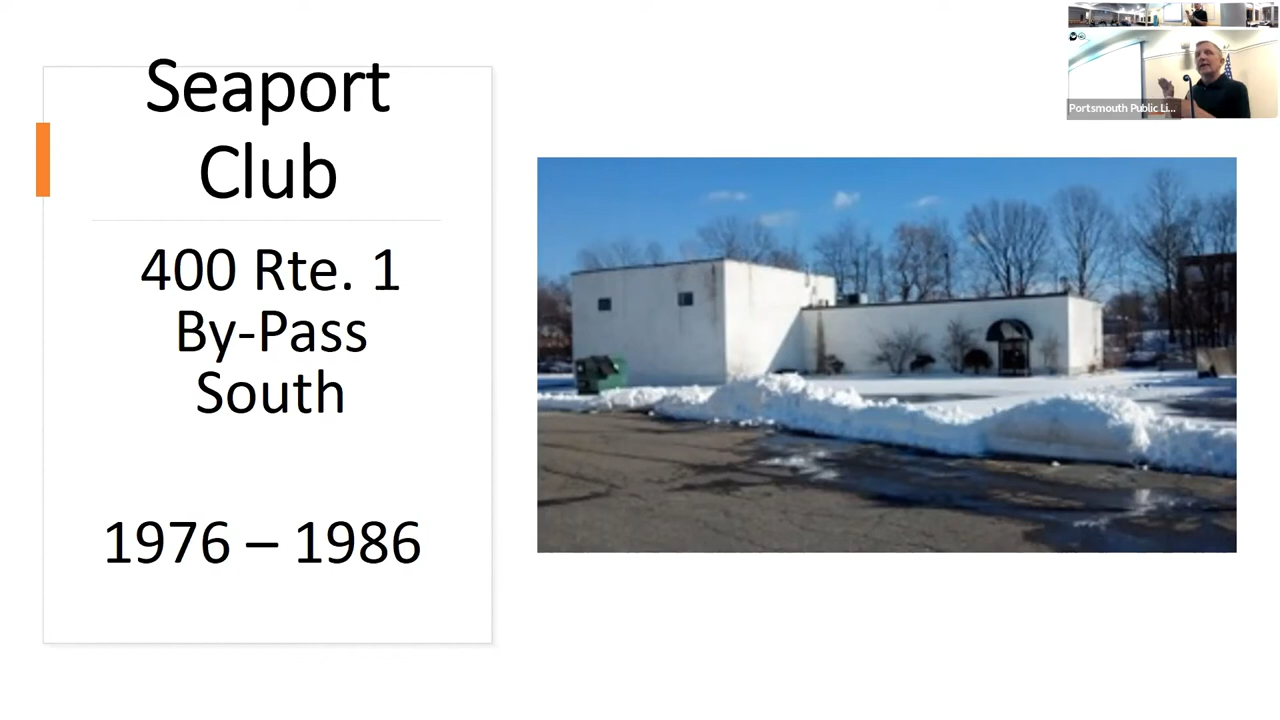 Seaport
Club
400 Rte. 1
By-Pass
South
1976 – 1986
Portsmouth Public Li...